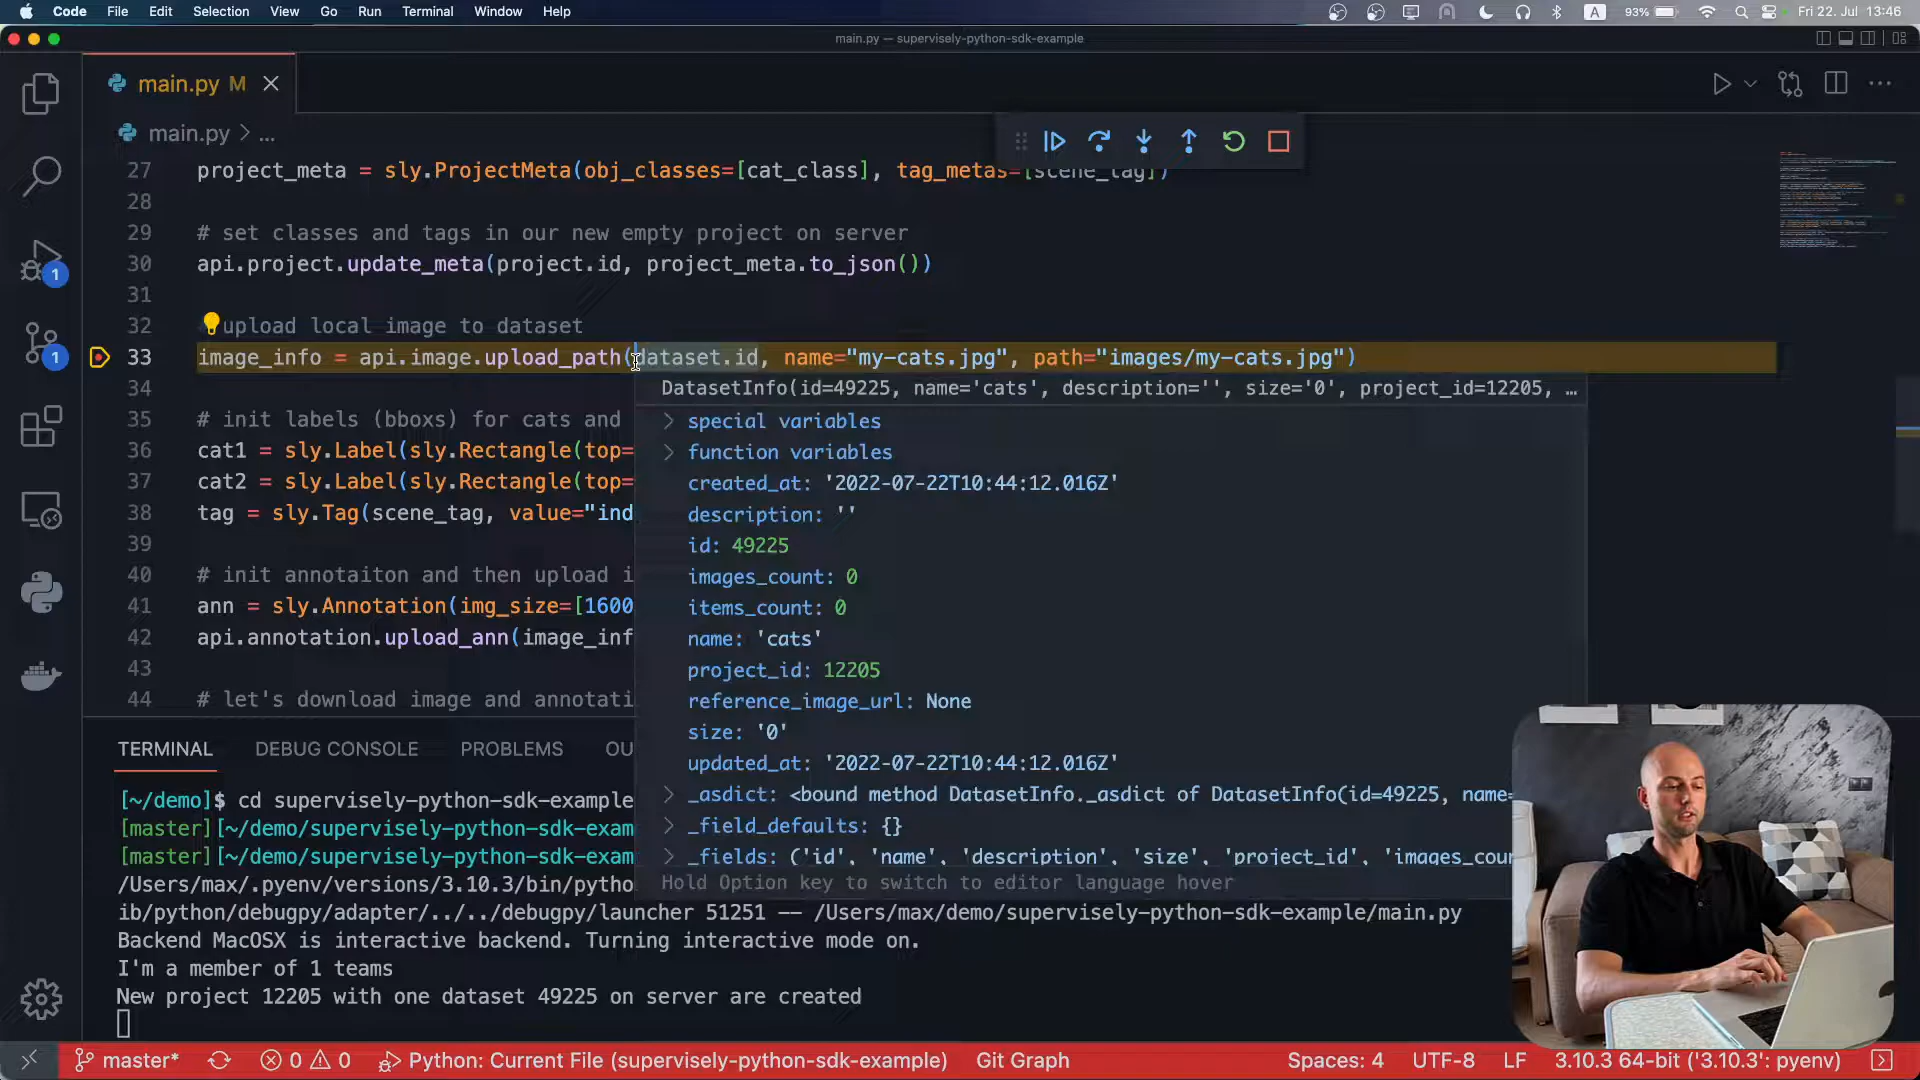 Code File Edit Selection View Go Run Terminal Window Help
A 93% Fri 22. Jul 13:46
main.py — supervisely-python-sdk-example
main.py M
main.py > ...
27 project_meta = sly.ProjectMeta(obj_classes=[cat_class], tag_metas=[scene_tag])
28
29 # set classes and tags in our new empty project on server
30 api.project.update_meta(project.id, project_meta.to_json())
31
32 upload local image to dataset
33 image_info = api.image.upload_path(dataset.id, name="my-cats.jpg", path="images/my-cats.jpg")
34
DatasetInfo(id=49225, name='cats', description='', size='0', project_id=12205, …
35 # init labels (bboxs) for cats and
36 cat1 = sly.Label(sly.Rectangle(top=
37 cat2 = sly.Label(sly.Rectangle(top=
38 tag = sly.Tag(scene_tag, value="ind
39
40 # init annotaiton and then upload i
41 ann = sly.Annotation(img_size=[1600
42 api.annotation.upload_ann(image_inf
43
44 # let's download image and annotati
special variables
function variables
created_at: '2022-07-22T10:44:12.016Z'
description: ''
id: 49225
images_count: 0
items_count: 0
name: 'cats'
project_id: 12205
reference_image_url: None
size: '0'
updated_at: '2022-07-22T10:44:12.016Z'
_asdict: <bound method DatasetInfo._asdict of DatasetInfo(id=49225, name=
_field_defaults: {}
_fields: ('id', 'name', 'description', 'size', 'project_id', 'images_cou
Hold Option key to switch to editor language hover
1
1
TERMINAL DEBUG CONSOLE PROBLEMS OU
[~/demo]$ cd supervisely-python-sdk-example
[master][~/demo/supervisely-python-sdk-exam
[master][~/demo/supervisely-python-sdk-exam
/Users/max/.pyenv/versions/3.10.3/bin/pytho
ib/python/debugpy/adapter/../../debugpy/launcher 51251 -- /Users/max/demo/supervisely-python-sdk-example/main.py
Backend MacOSX is interactive backend. Turning interactive mode on.
I'm a member of 1 teams
New project 12205 with one dataset 49225 on server are created
master* 0 0 Python: Current File (supervisely-python-sdk-example) Git Graph Spaces: 4 UTF-8 LF 3.10.3 64-bit ('3.10.3': pyenv)